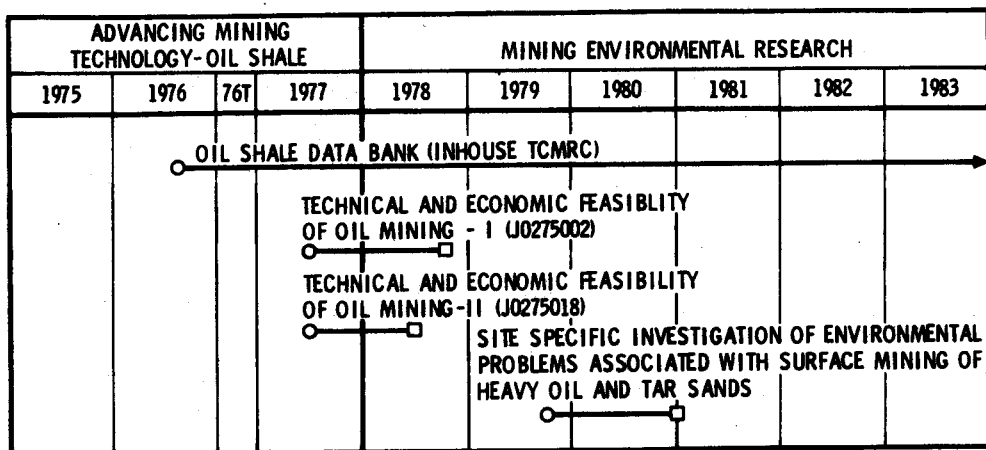 ADVANCING MINING
TECHNOLOGY-OIL SHALE
MINING ENVIRONMENTAL RESEARCH
1975 1976 76T 1977 1978 1979 1980 1981 1982 1983
OIL SHALE DATA BANK (INHOUSE TCMRC)
TECHNICAL AND ECONOMIC FEASIBLITY
OF OIL MINING - I (J0275002)
TECHNICAL AND ECONOMIC FEASIBILITY
OF OIL MINING-II (J0275018)
SITE SPECIFIC INVESTIGATION OF ENVIRONMENTAL
PROBLEMS ASSOCIATED WITH SURFACE MINING OF
HEAVY OIL AND TAR SANDS